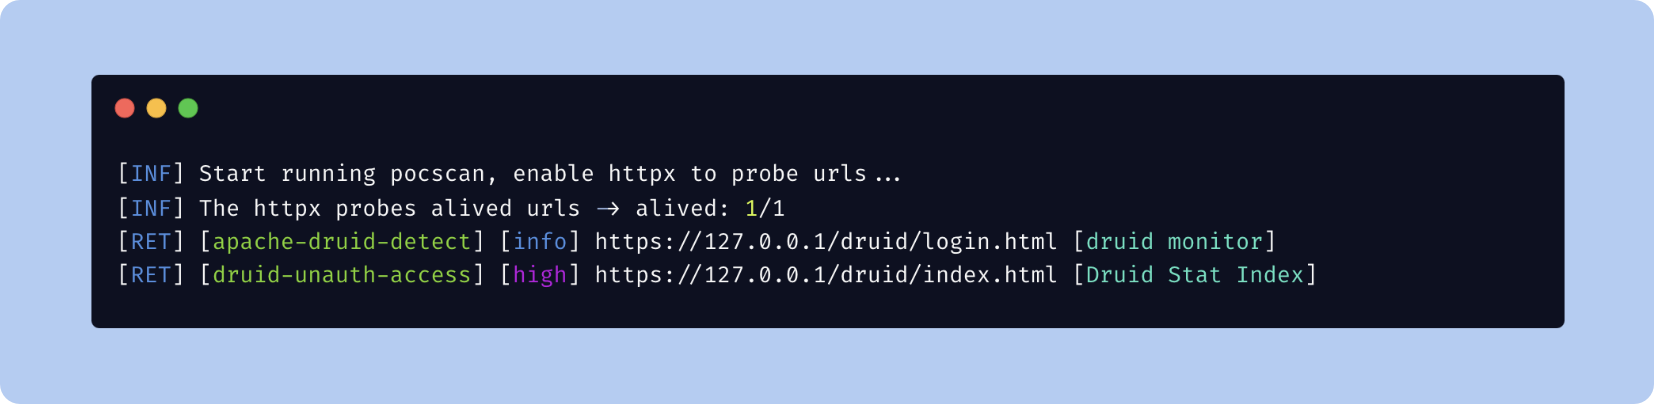 [INF] Start running pocscan, enable httpx to probe urls...
[INF] The httpx probes alived urls → alived: 1/1
[RET] [apache-druid-detect] [info] https://127.0.0.1/druid/login.html [druid monitor]
[RET] [druid-unauth-access] [high] https://127.0.0.1/druid/index.html [Druid Stat Index]